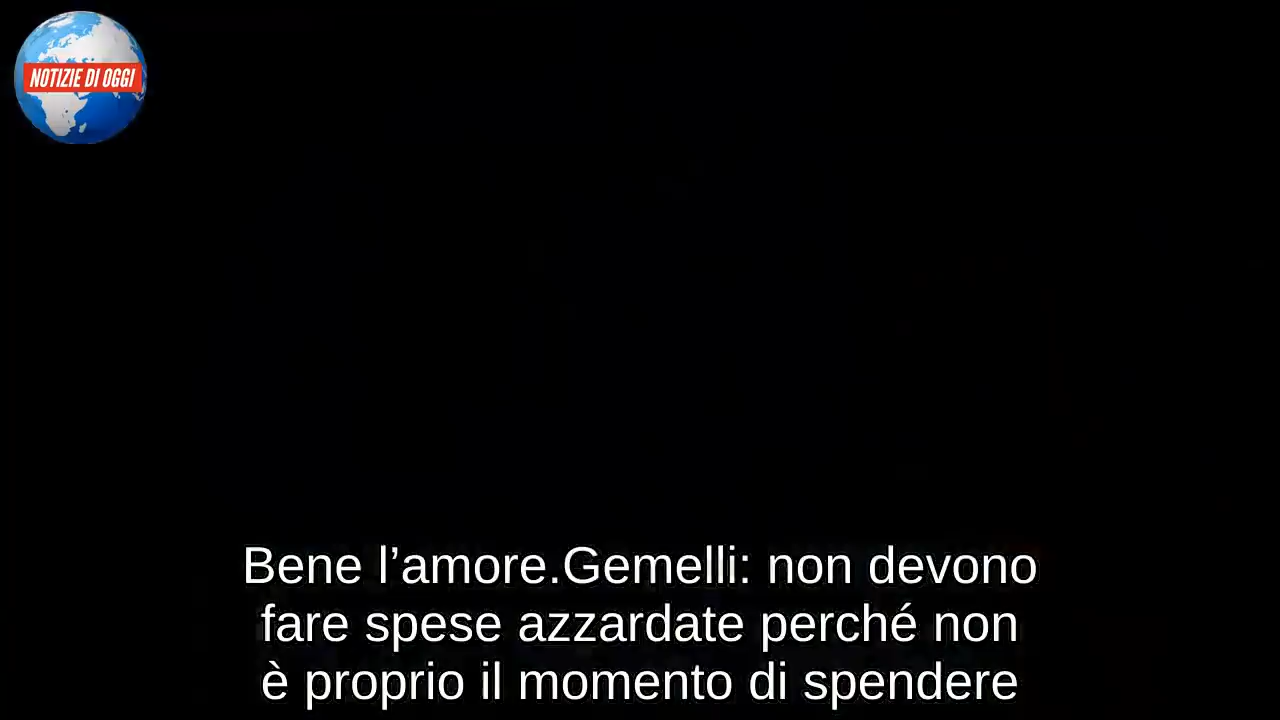 NOTIZIE DI OGGI
Bene l’amore.Gemelli: non devono
fare spese azzardate perché non
è proprio il momento di spendere